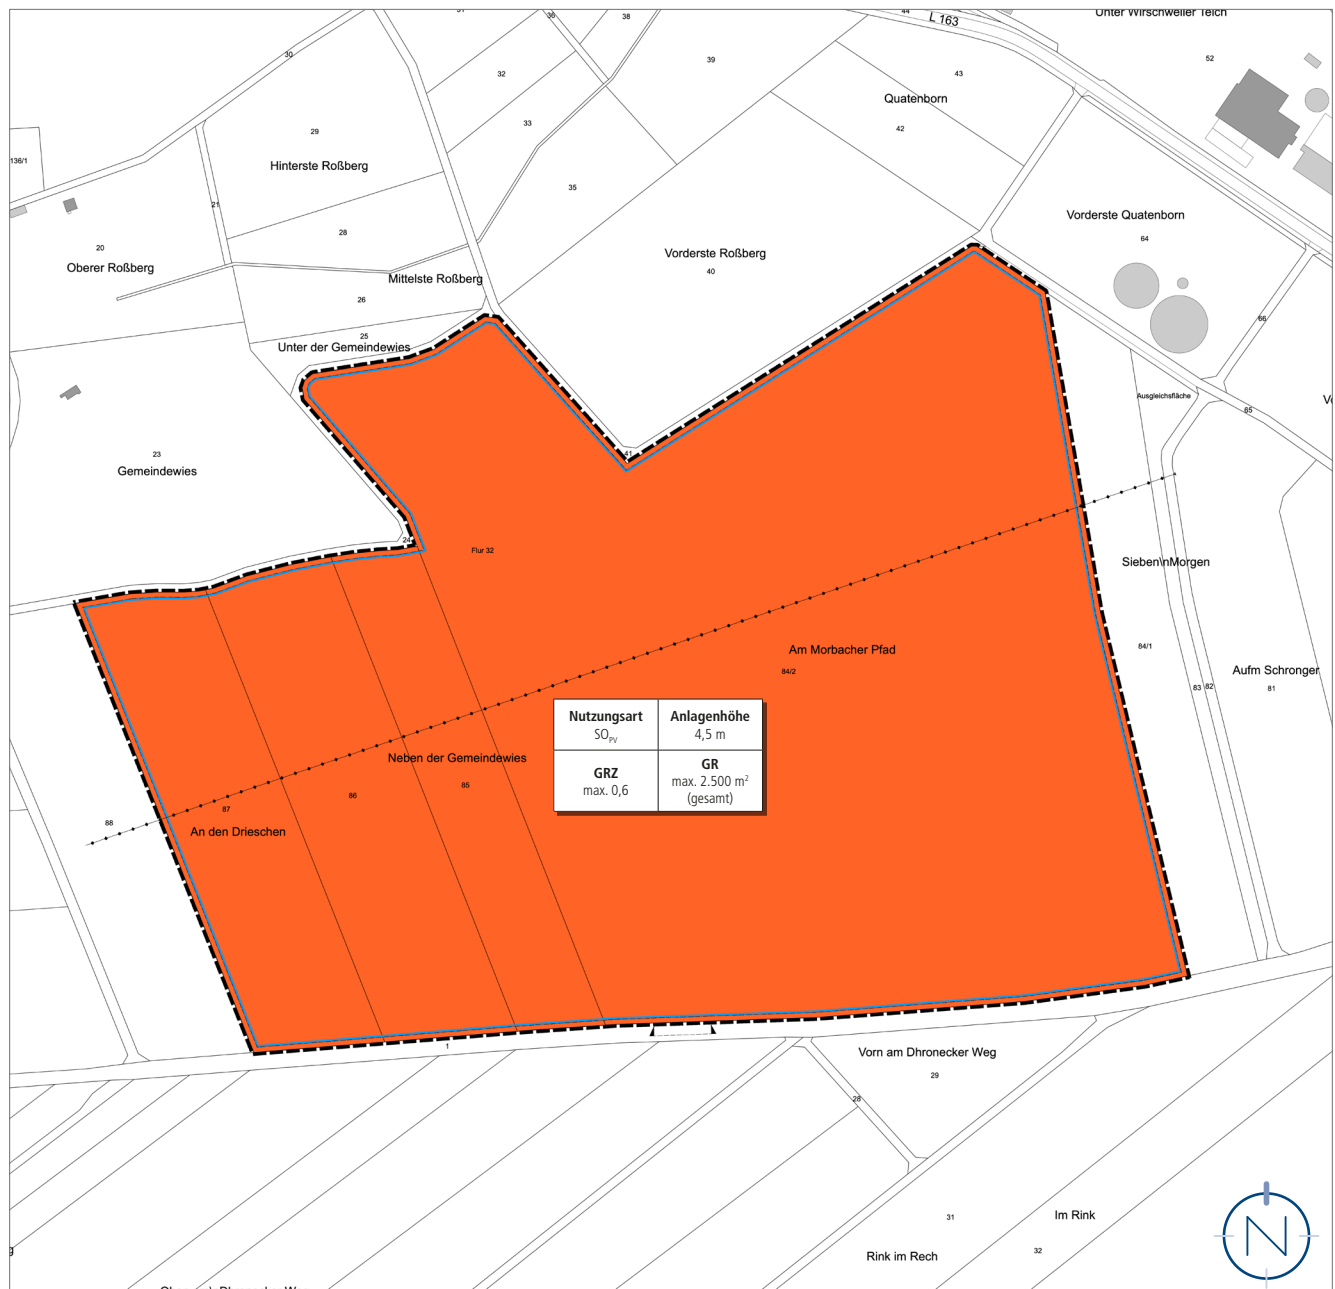 36
38
44
L 163
Unter Wirschweiler Teich
30
32
39
43
52
Quatenborn
29
33
42
136/1
Hinterste Roßberg
35
21
28
Vorderste Quatenborn
64
20
Oberer Roßberg
Vorderste Roßberg
40
Mittelste Roßberg
26
66
25
Unter der Gemeindewies
Ausgleichsfläche
65
23
41
Gemeindewies
24
Flur 32
Sieben\nMorgen
84/1
Am Morbacher Pfad
84/2
Aufm Schronger
81
83
82
Nutzungsart
SOPV
Anlagenhöhe
4,5 m
GRZ
max. 0,6
GR
max. 2.500 m²
(gesamt)
Neben der Gemeindewies
85
86
87
88
An den Drieschen
1
Vorn am Dhronecker Weg
29
28
31
Im Rink
32
Rink im Rech
N